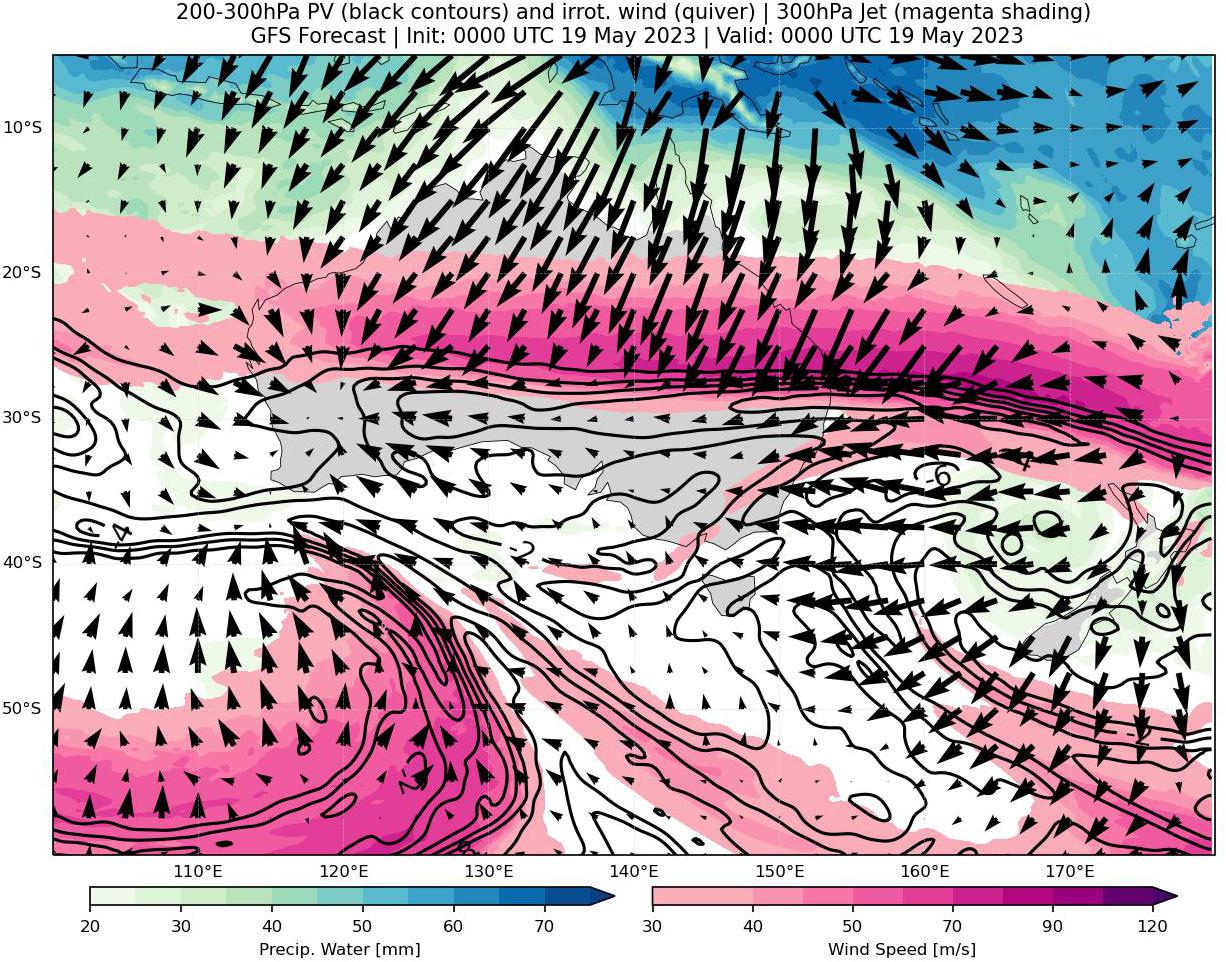 200-300hPa PV (black contours) and irrot. wind (quiver) | 300hPa Jet (magenta shading)
GFS Forecast | Init: 0000 UTC 19 May 2023 | Valid: 0000 UTC 19 May 2023
10°S
20°S
30°S
-6
-4
-2
40°S
50°S
-2
110°E 120°E 130°E 140°E 150°E 160°E 170°E
20 30 40 50 60 70
30 40 50 70 90 120
Precip. Water [mm]
Wind Speed [m/s]